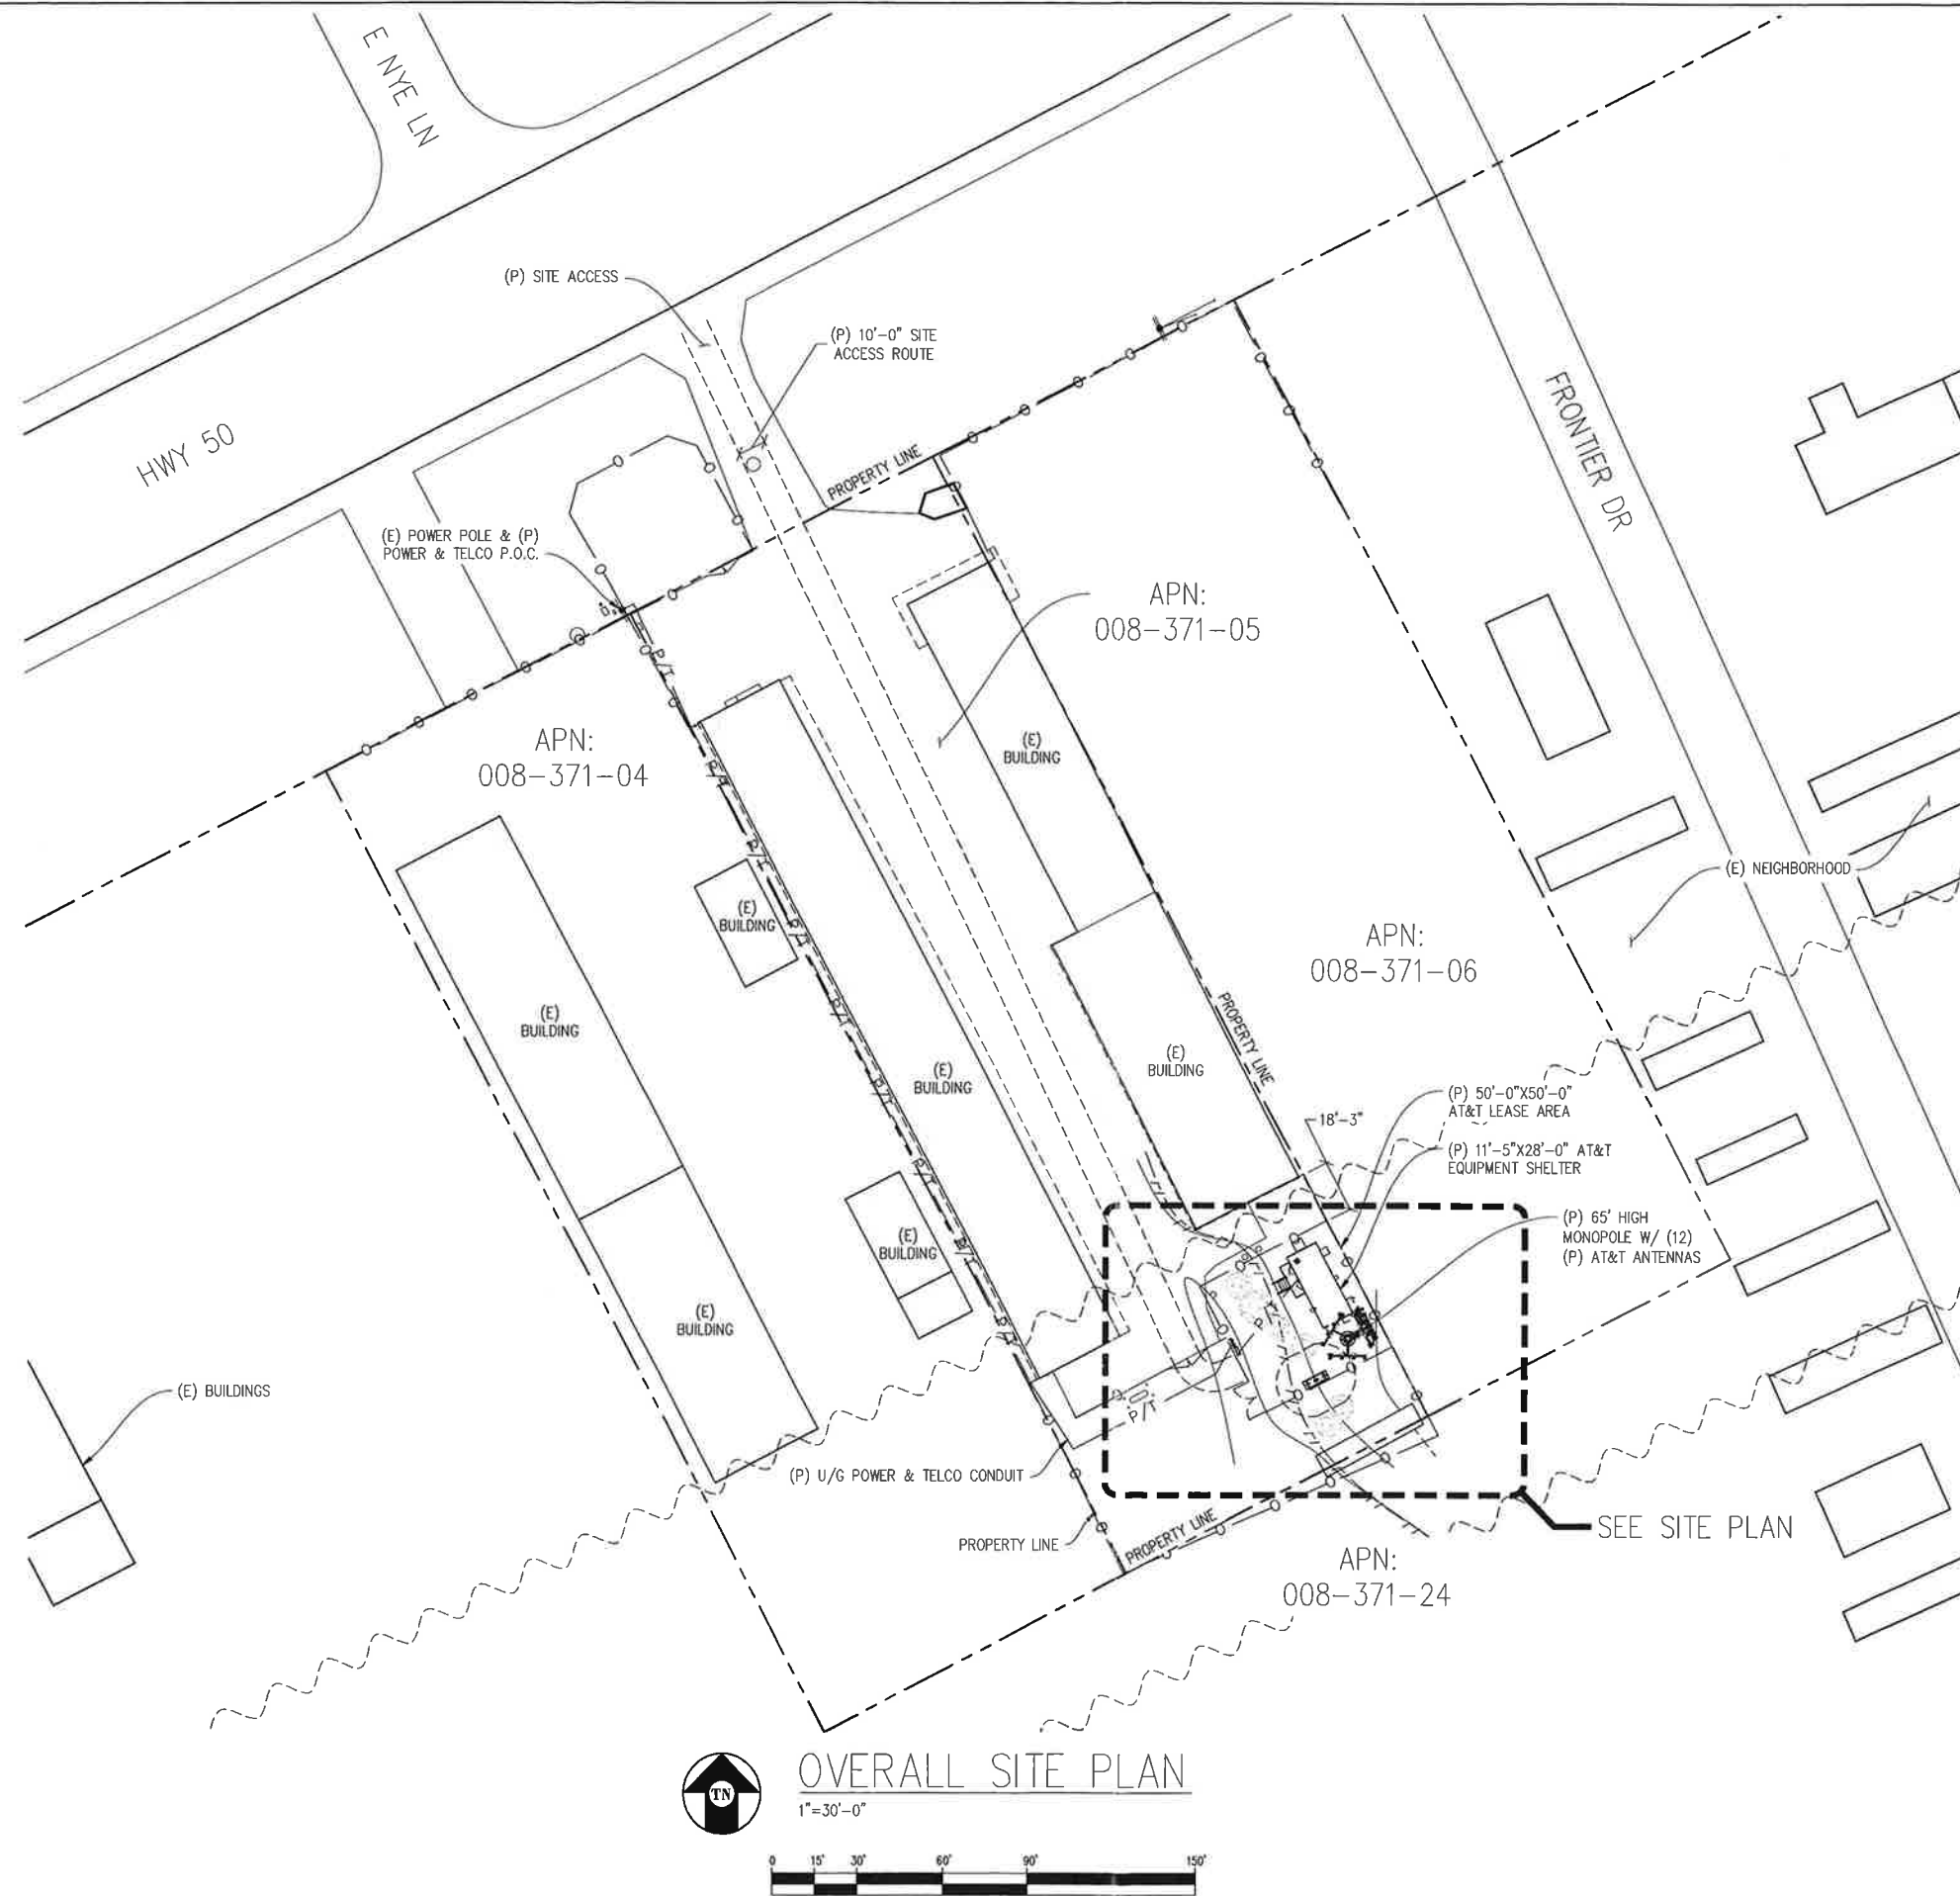 E NYE LN
(P) SITE ACCESS
(P) 10'-0" SITE
ACCESS ROUTE
HWY 50
PROPERTY LINE
FRONTIER DR
(E) POWER POLE & (P)
POWER & TELCO P.O.C.
APN:
008-371-05
P/T
APN:
008-371-04
(E)
BUILDING
P/T
P/T
(E) NEIGHBORHOOD
(E)
BUILDING
P/T
APN:
008-371-06
(E)
BUILDING
P/T
PROPERTY LINE
(E)
BUILDING
(E)
BUILDING
P/T
(P) 50'-0"X50'-0"
AT&T LEASE AREA
18'-3"
(P) 11'-5"X28'-0" AT&T
EQUIPMENT SHELTER
P/T
(P) 65' HIGH
MONOPOLE W/ (12)
(P) AT&T ANTENNAS
(E)
BUILDING
P/T
(E)
BUILDING
P/T
P
(E) BUILDINGS
P/T
(P) U/G POWER & TELCO CONDUIT
PROPERTY LINE
PROPERTY LINE
SEE SITE PLAN
APN:
008-371-24
TN
OVERALL SITE PLAN
1"=30'-0"
0 15' 30' 60' 90' 150'